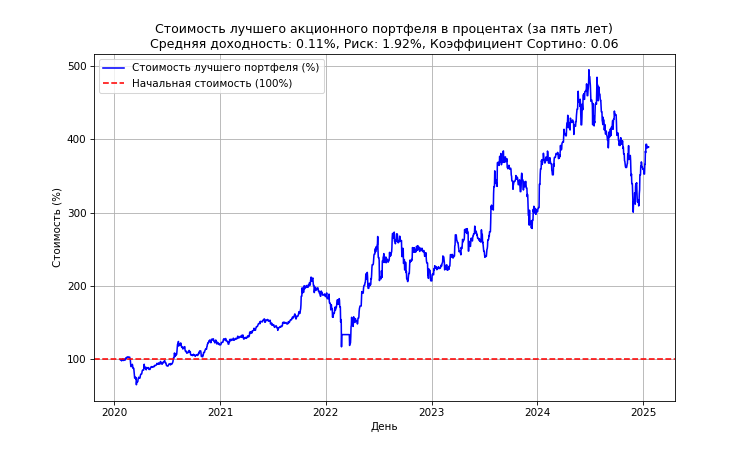 Стоимость лучшего акционного портфеля в процентах (за пять лет)
Средняя доходность: 0.11%, Риск: 1.92%, Коэффициент Сортино: 0.06
Стоимость лучшего портфеля (%)
Начальная стоимость (100%)
Стоимость (%)
500
400
300
200
100
2020
2021
2022
2023
2024
2025
День